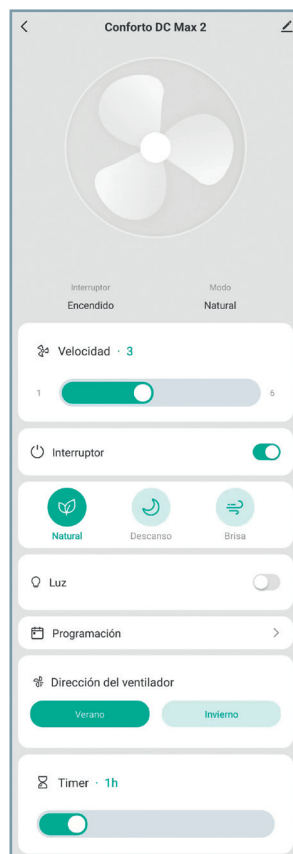 Conforto DC Max 2
Interruptor Modo
Encendido Natural
Velocidad · 3
1 6
Interruptor
Natural Descanso Brisa
Luz
Programación
Dirección del ventilador
Verano Invierno
Timer · 1h